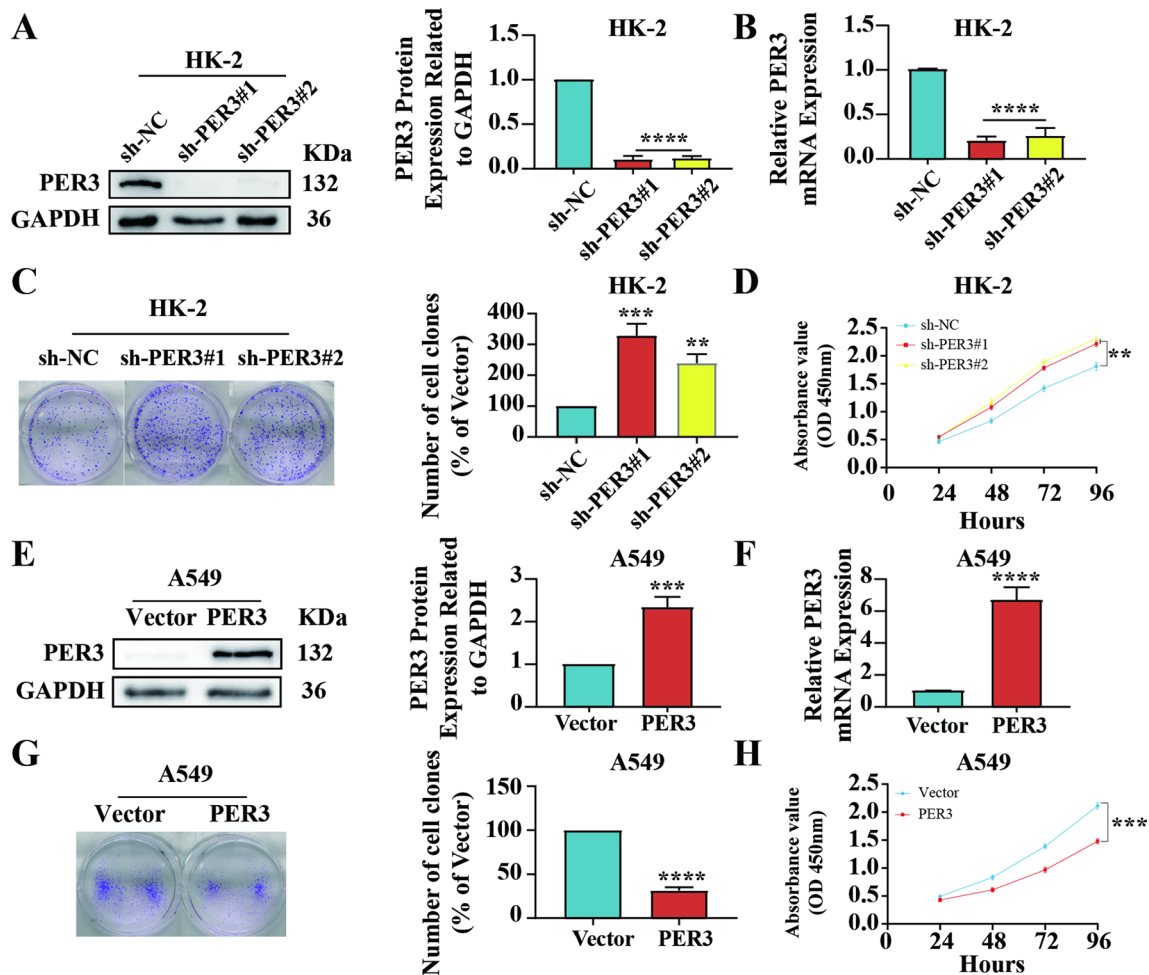 A
HK-2
sh-NC
sh-PER3#1
sh-PER3#2
KDa
PER3
132
GAPDH
36
HK-2
PER3 Protein
Expression Related
to GAPDH
1.5
1.0
0.5
0.0
****
sh-NC
sh-PER3#1
sh-PER3#2
B
HK-2
Relative PER3
mRNA Expression
1.5
1.0
0.5
0.0
****
sh-NC
sh-PER3#1
sh-PER3#2
C
HK-2
sh-NC sh-PER3#1 sh-PER3#2
HK-2
Number of cell clones
(% of Vector)
400
300
200
100
0
***
**
sh-NC
sh-PER3#1
sh-PER3#2
D
HK-2
sh-NC
sh-PER3#1
sh-PER3#2
Absorbance value
(OD 450nm)
2.5
2.0
1.5
1.0
0.5
0.0
**
0 24 48 72 96
Hours
E
A549
Vector PER3
KDa
PER3
132
GAPDH
36
A549
PER3 Protein
Expression Related
to GAPDH
3
2
1
0
***
Vector PER3
F
A549
Relative PER3
mRNA Expression
8
6
4
2
0
****
Vector PER3
G
A549
Vector PER3
A549
Number of cell clones
(% of Vector)
150
100
50
0
****
Vector PER3
H
A549
Vector
PER3
Absorbance value
(OD 450nm)
2.5
2.0
1.5
1.0
0.5
0.0
***
0 24 48 72 96
Hours